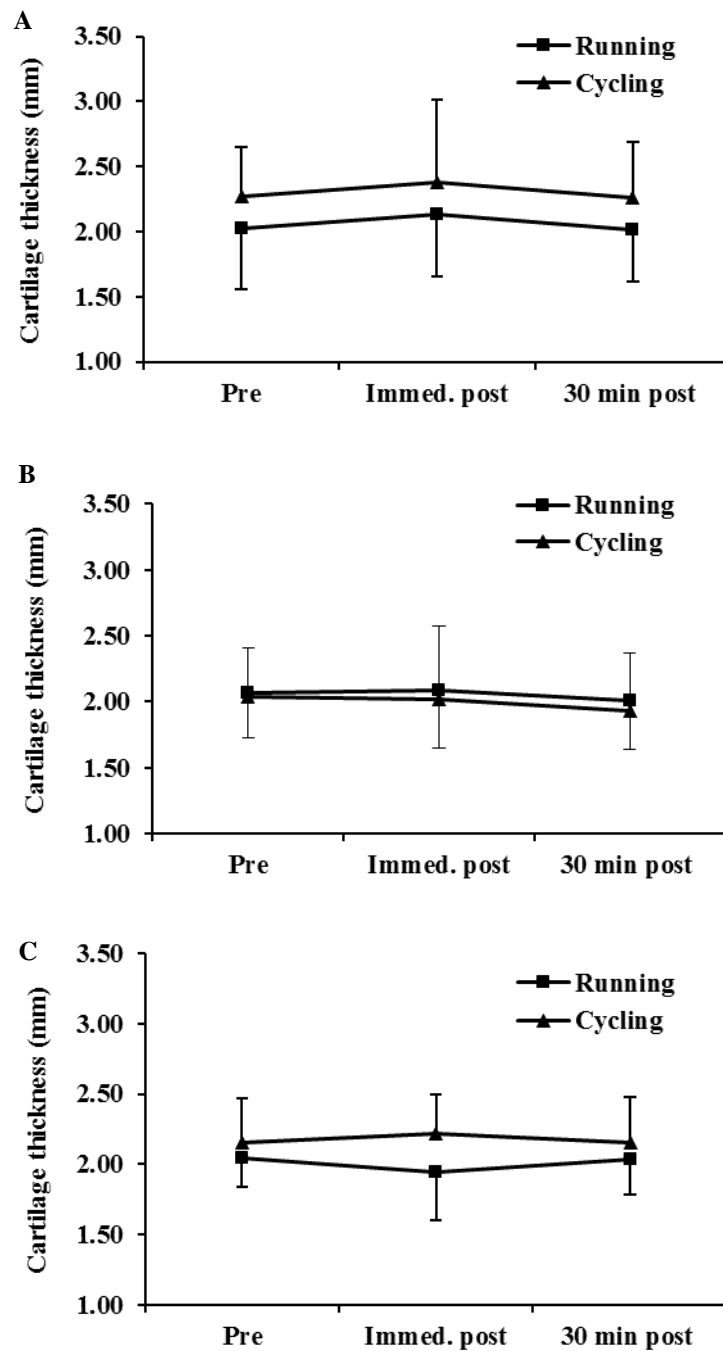 A
Cartilage thickness (mm)
3.50
3.00
2.50
2.00
1.50
1.00
Running
Cycling
Pre Immed. post 30 min post
B
Cartilage thickness (mm)
3.50
3.00
2.50
2.00
1.50
1.00
Running
Cycling
Pre Immed. post 30 min post
C
Cartilage thickness (mm)
3.50
3.00
2.50
2.00
1.50
1.00
Running
Cycling
Pre Immed. post 30 min post